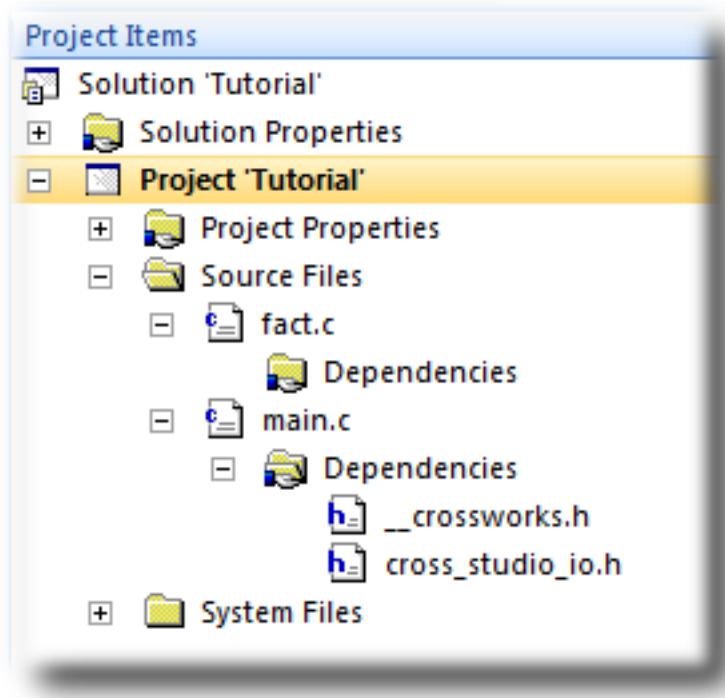 Project Items
Solution 'Tutorial'
Solution Properties
Project 'Tutorial'
Project Properties
Source Files
fact.c
Dependencies
main.c
Dependencies
__crossworks.h
cross_studio_io.h
System Files